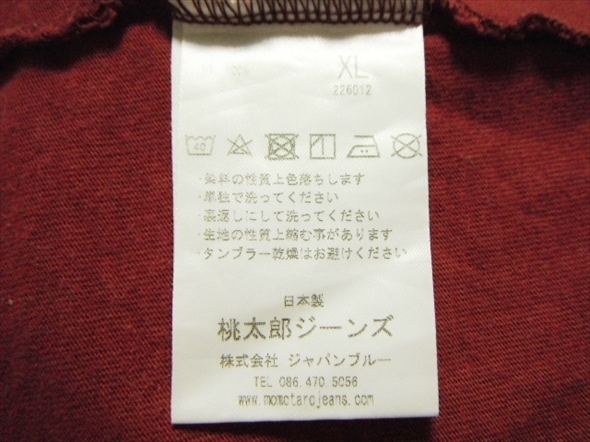 XL
226012
40
・染料の性質上色落ちします
・単独で洗ってください
・裏返しにして洗ってください
・生地の性質上縮む事があります
・タンブラー乾燥はお避けください
日本製
桃太郎ジーンズ
株式会社 ジャパンブルー
TEL 086.470.5056
www.momotarojeans.com